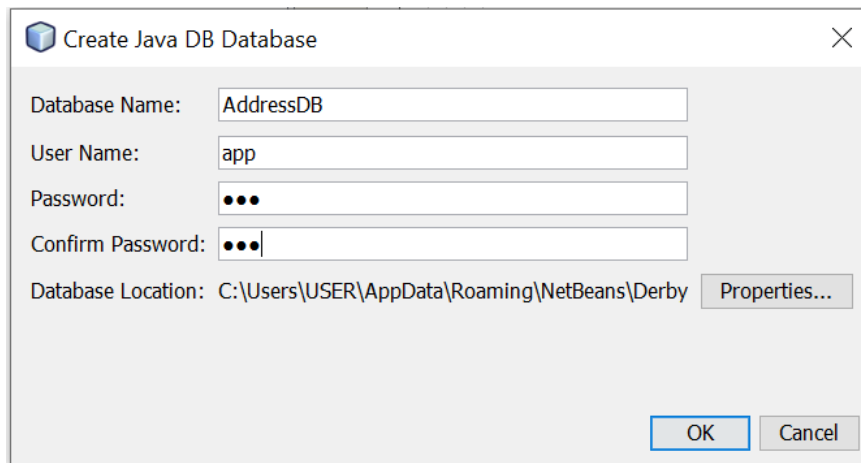 Create Java DB Database
Database Name: AddressDB
User Name: app
Password: ●●●
Confirm Password: ●●●
Database Location: C:\Users\USER\AppData\Roaming\NetBeans\Derby Properties...
OK Cancel